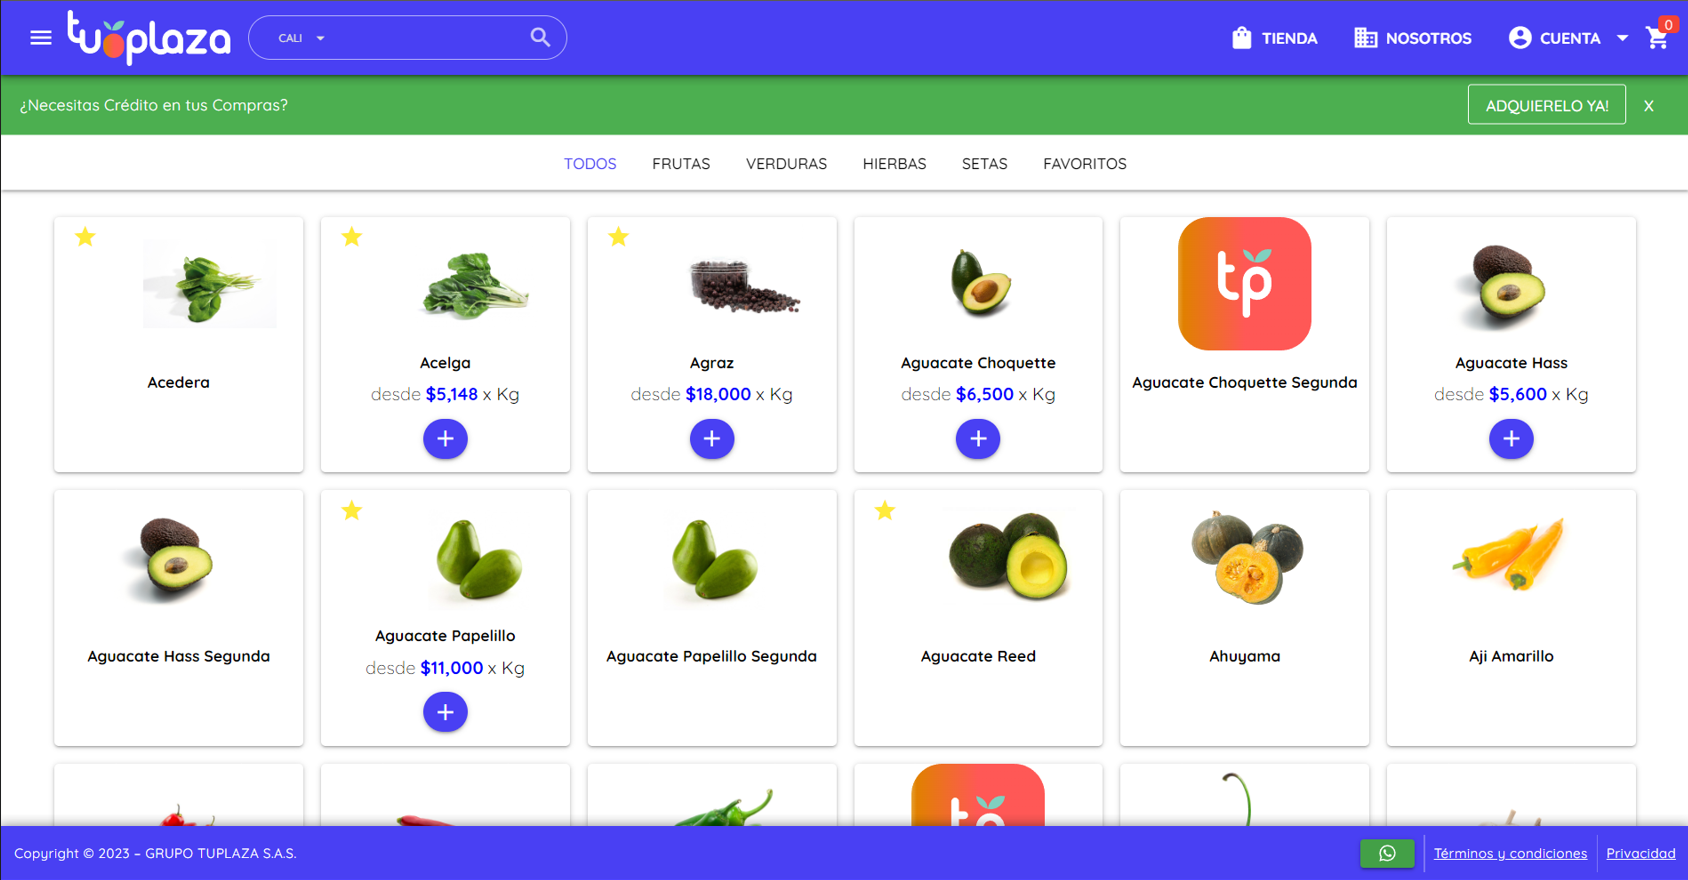 tuplaza
CALI
TIENDA
NOSOTROS
CUENTA
0
¿Necesitas Crédito en tus Compras?
ADQUIERELO YA!
X
TODOS
FRUTAS
VERDURAS
HIERBAS
SETAS
FAVORITOS
tp
Acedera
Acelga
desde $5,148 x Kg
+
Agraz
desde $18,000 x Kg
+
Aguacate Choquette
desde $6,500 x Kg
+
Aguacate Choquette Segunda
Aguacate Hass
desde $5,600 x Kg
+
Aguacate Hass Segunda
Aguacate Papelillo
desde $11,000 x Kg
+
Aguacate Papelillo Segunda
Aguacate Reed
Ahuyama
Aji Amarillo
tp
Copyright © 2023 – GRUPO TUPLAZA S.A.S.
Términos y condiciones
Privacidad